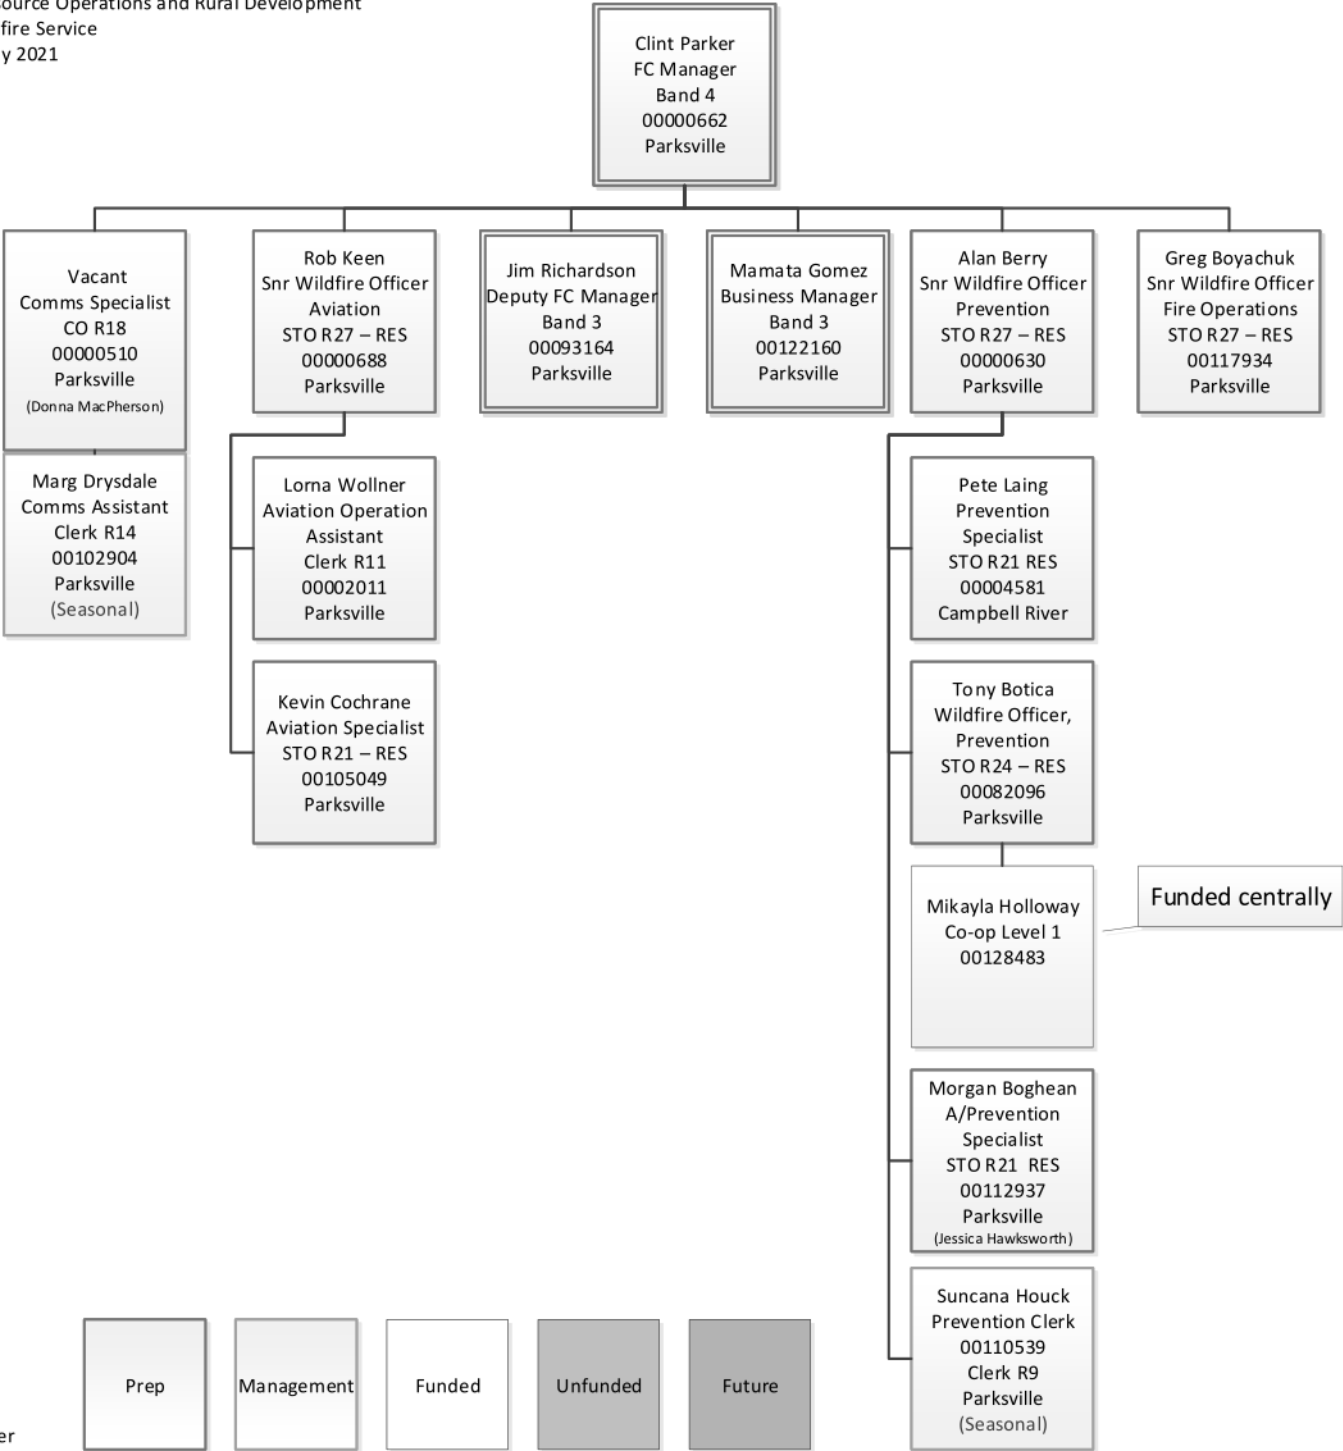 source Operations and Rural Development
fire Service
y 2021
Clint Parker
FC Manager
Band 4
00000662
Parksville
Vacant
Comms Specialist
CO R18
00000510
Parksville
(Donna MacPherson)
Marg Drysdale
Comms Assistant
Clerk R14
00102904
Parksville
(Seasonal)
Rob Keen
Snr Wildfire Officer
Aviation
STO R27 – RES
00000688
Parksville
Lorna Wollner
Aviation Operation
Assistant
Clerk R11
00002011
Parksville
Kevin Cochrane
Aviation Specialist
STO R21 – RES
00105049
Parksville
Jim Richardson
Deputy FC Manager
Band 3
00093164
Parksville
Mamata Gomez
Business Manager
Band 3
00122160
Parksville
Alan Berry
Snr Wildfire Officer
Prevention
STO R27 – RES
00000630
Parksville
Pete Laing
Prevention
Specialist
STO R21 RES
00004581
Campbell River
Tony Botica
Wildfire Officer,
Prevention
STO R24 – RES
00082096
Parksville
Mikayla Holloway
Co-op Level 1
00128483
Funded centrally
Morgan Boghean
A/Prevention
Specialist
STO R21 RES
00112937
Parksville
(Jessica Hawksworth)
Suncana Houck
Prevention Clerk
00110539
Clerk R9
Parksville
(Seasonal)
Greg Boyachuk
Snr Wildfire Officer
Fire Operations
STO R27 – RES
00117934
Parksville
Prep
Management
Funded
Unfunded
Future
er